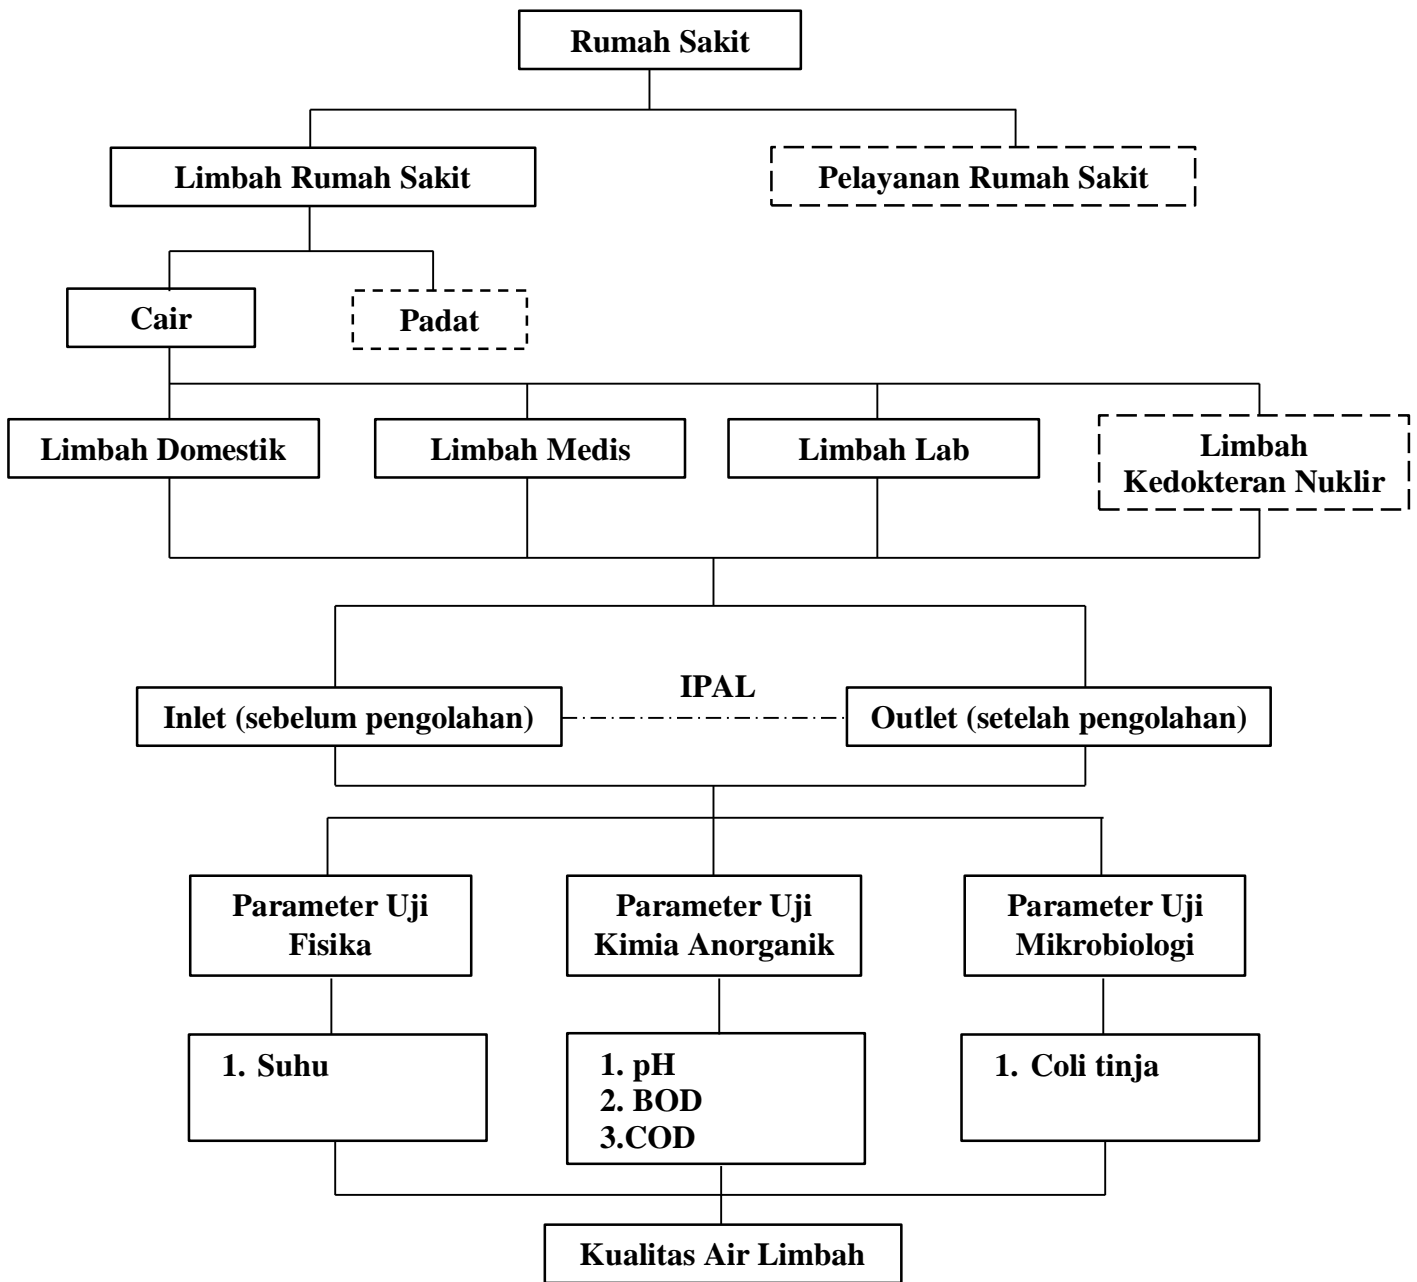 Rumah Sakit
Limbah Rumah Sakit
Pelayanan Rumah Sakit
Cair
Padat
Limbah Domestik
Limbah Medis
Limbah Lab
Limbah
Kedokteran Nuklir
IPAL
Inlet (sebelum pengolahan)
Outlet (setelah pengolahan)
Parameter Uji
Fisika
Parameter Uji
Kimia Anorganik
Parameter Uji
Mikrobiologi
1. Suhu
1. pH
2. BOD
3.COD
1. Coli tinja
Kualitas Air Limbah